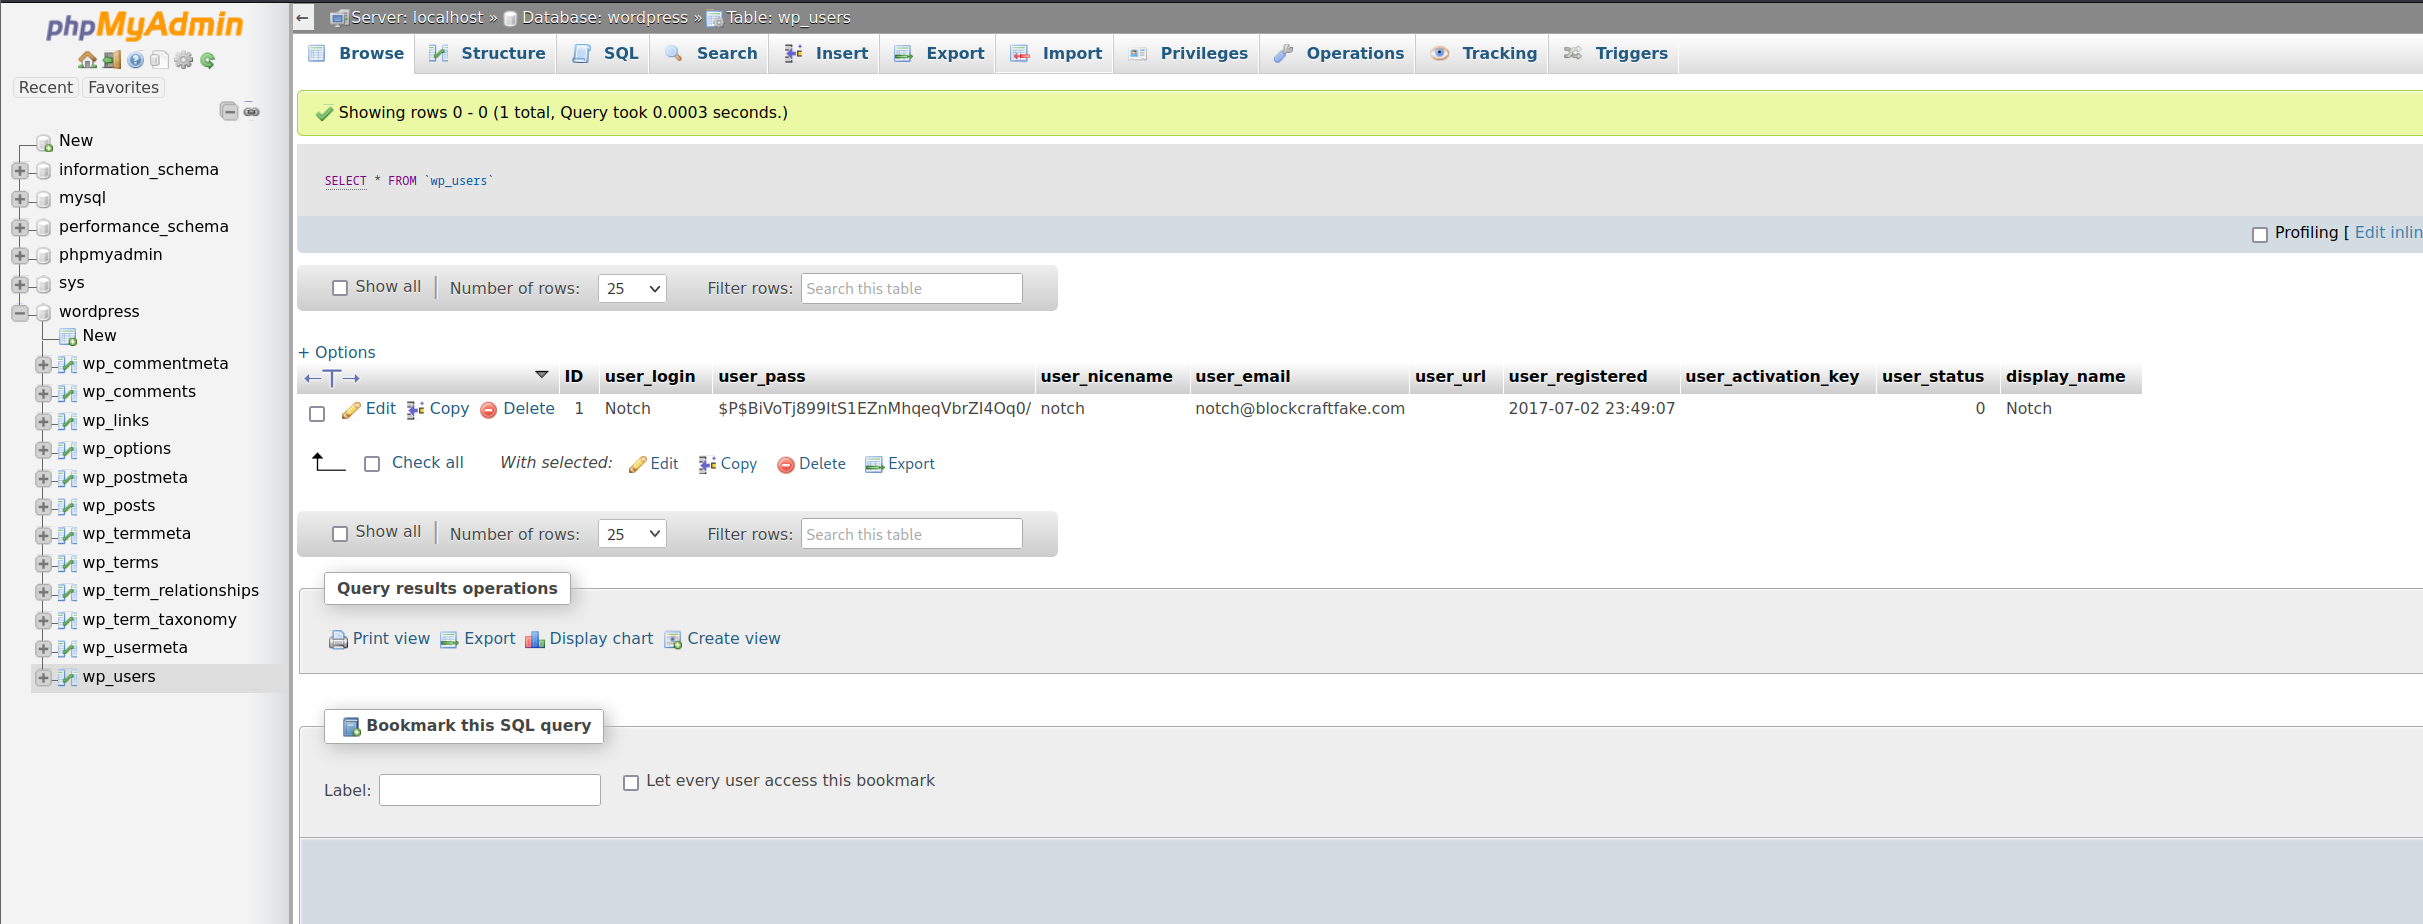 phpMyAdmin
Recent Favorites
New
information_schema
mysql
performance_schema
phpmyadmin
sys
wordpress
New
wp_commentmeta
wp_comments
wp_links
wp_options
wp_postmeta
wp_posts
wp_termmeta
wp_terms
wp_term_relationships
wp_term_taxonomy
wp_usermeta
wp_users
Server: localhost » Database: wordpress » Table: wp_users
Browse Structure SQL Search Insert Export Import Privileges Operations Tracking Triggers
Showing rows 0 - 0 (1 total, Query took 0.0003 seconds.)
SELECT * FROM `wp_users`
Profiling [ Edit inlin
Show all | Number of rows: 25 Filter rows: Search this table
+ Options
ID user_login user_pass user_nicename user_email user_url user_registered user_activation_key user_status display_name
Edit Copy Delete 1 Notch $P$BiVoTj899ItS1EZnMhqeqVbrZI4Oq0/ notch notch@blockcraftfake.com 2017-07-02 23:49:07 0 Notch
Check all With selected: Edit Copy Delete Export
Show all | Number of rows: 25 Filter rows: Search this table
Query results operations
Print view Export Display chart Create view
Bookmark this SQL query
Label: Let every user access this bookmark